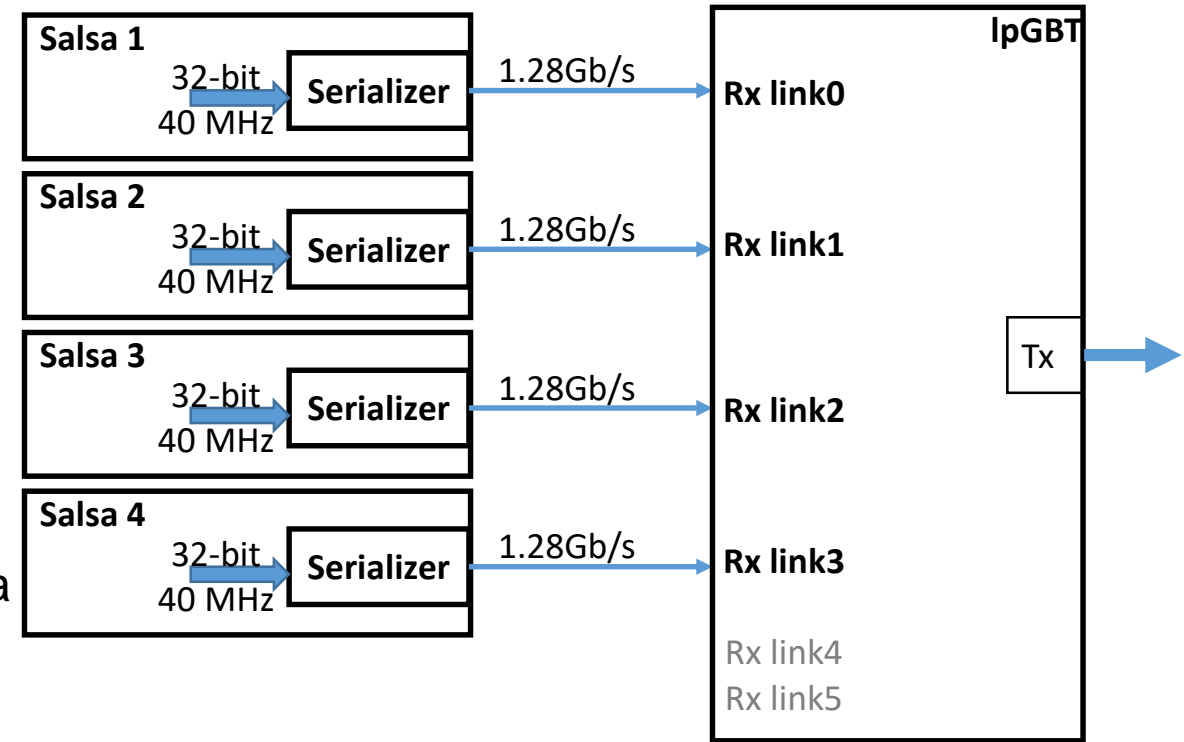 Salsa 1
32-bit
40 MHz
Serializer
1.28Gb/s
Salsa 2
32-bit
40 MHz
Serializer
1.28Gb/s
Salsa 3
32-bit
40 MHz
Serializer
1.28Gb/s
Salsa 4
32-bit
40 MHz
Serializer
1.28Gb/s
a
lpGBT
Rx link0
Rx link1
Rx link2
Rx link3
Rx link4
Rx link5
Tx